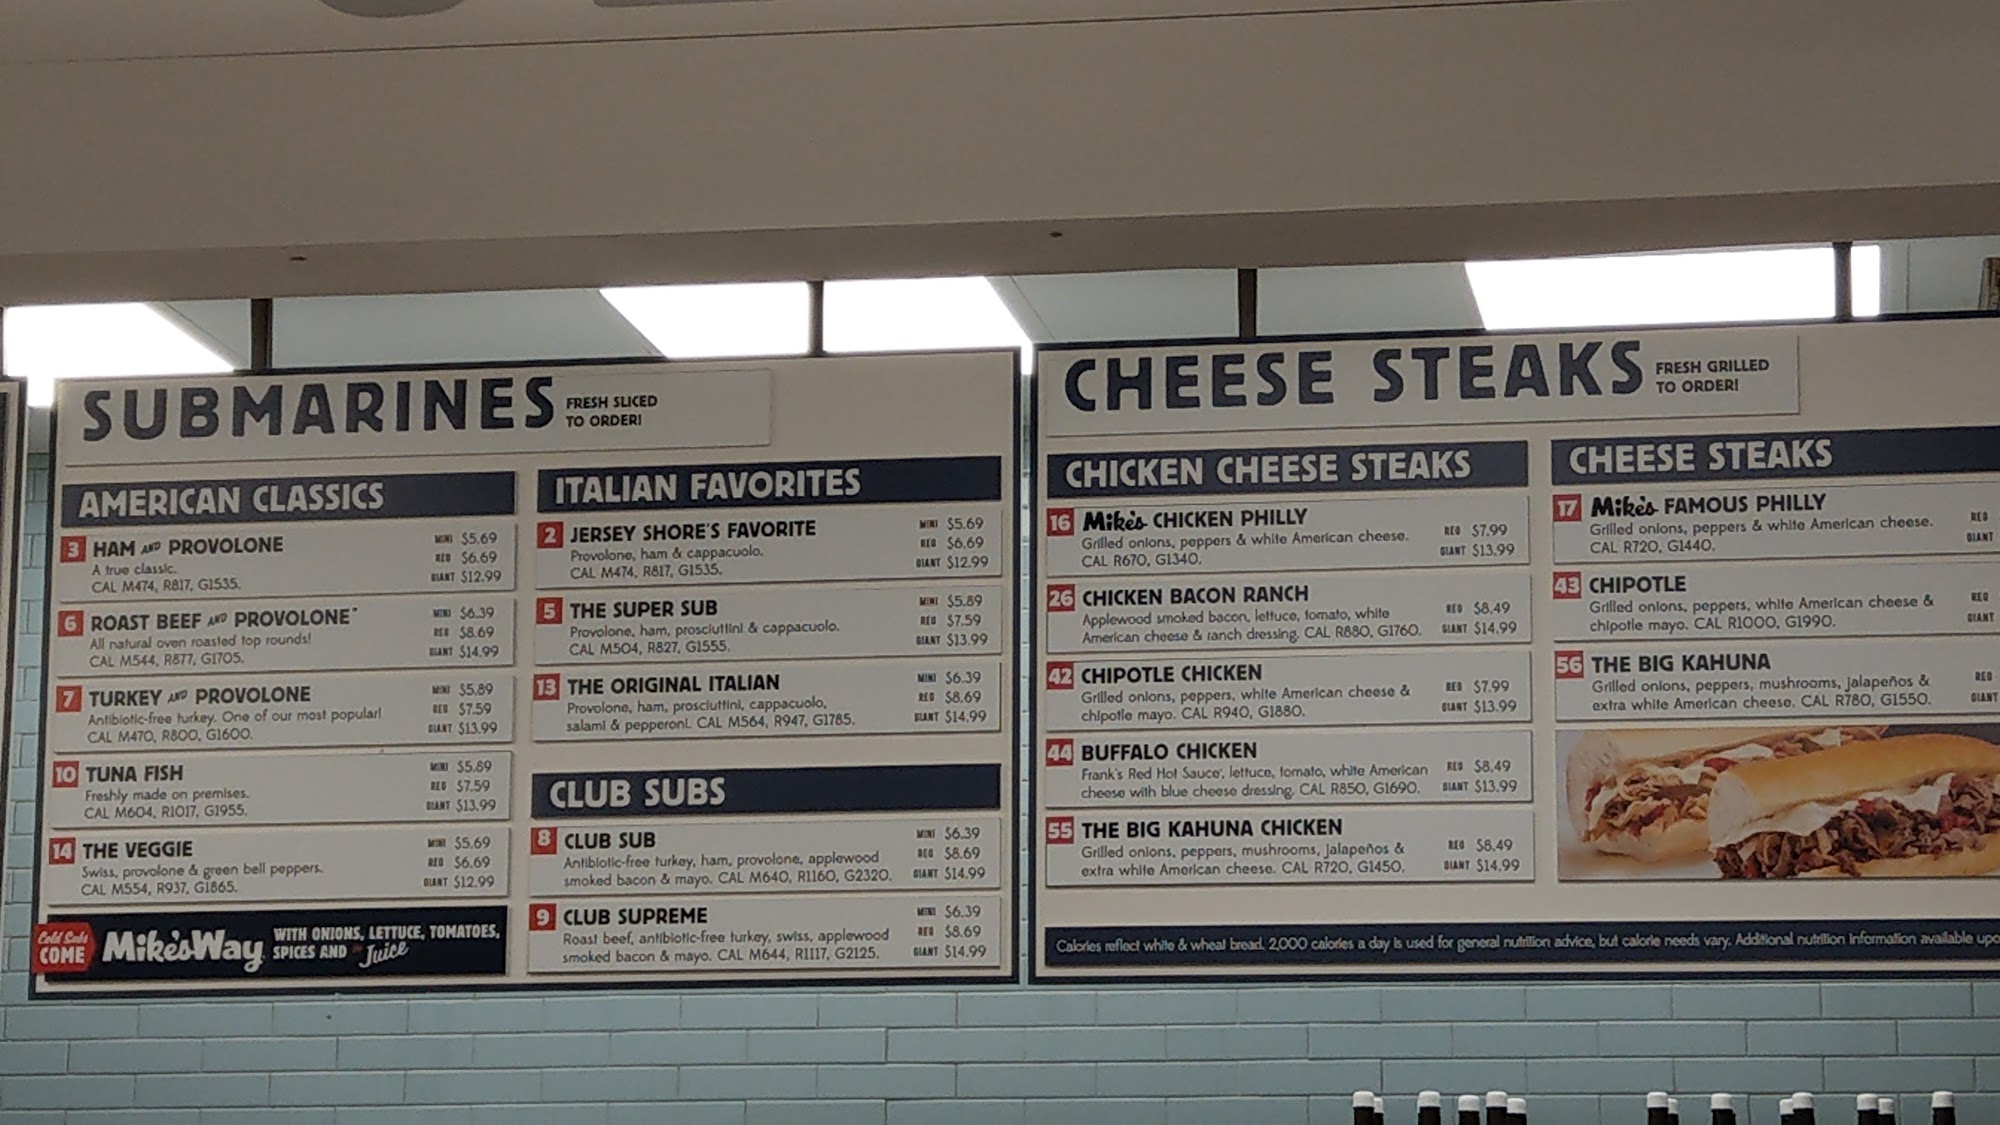 SUBMARINES
FRESH SLICED
TO ORDER!
AMERICAN CLASSICS
3 HAM AND PROVOLONE
A true classic.
CAL M474, R817, G1535.
MINI $5.69
REG $6.69
GIANT $12.99
6 ROAST BEEF AND PROVOLONE*
All natural oven roasted top rounds!
CAL M544, R877, G1705.
MINI $6.39
REG $8.69
GIANT $14.99
7 TURKEY AND PROVOLONE
Antibiotic-free turkey. One of our most popular!
CAL M470, R800, G1600.
MINI $5.89
REG $7.59
GIANT $13.99
10 TUNA FISH
Freshly made on premises.
CAL M604, R1017, G1955.
MINI $5.89
REG $7.59
GIANT $13.99
14 THE VEGGIE
Swiss, provolone & green bell peppers.
CAL M554, R937, G1865.
MINI $5.69
REG $6.69
GIANT $12.99
Cold Subs
COME
Mike's Way
WITH ONIONS, LETTUCE, TOMATOES,
SPICES AND THE Juice
ITALIAN FAVORITES
2 JERSEY SHORE'S FAVORITE
Provolone, ham & cappacuolo.
CAL M474, R817, G1535.
MINI $5.69
REG $6.69
GIANT $12.99
5 THE SUPER SUB
Provolone, ham, prosciuttini & cappacuolo.
CAL M504, R827, G1555.
MINI $5.89
REG $7.59
GIANT $13.99
13 THE ORIGINAL ITALIAN
Provolone, ham, prosciuttini, cappacuolo,
salami & pepperoni. CAL M564, R947, G1785.
MINI $6.39
REG $8.69
GIANT $14.99
CLUB SUBS
8 CLUB SUB
Antibiotic-free turkey, ham, provolone, applewood
smoked bacon & mayo. CAL M640, R1160, G2320.
MINI $6.39
REG $8.69
GIANT $14.99
9 CLUB SUPREME
Roast beef, antibiotic-free turkey, swiss, applewood
smoked bacon & mayo. CAL M644, R1117, G2125.
MINI $6.39
REG $8.69
GIANT $14.99
CHEESE STEAKS
FRESH GRILLED
TO ORDER!
CHICKEN CHEESE STEAKS
16 Mike's CHICKEN PHILLY
Grilled onions, peppers & white American cheese.
CAL R670, G1340.
REG $7.99
GIANT $13.99
26 CHICKEN BACON RANCH
Applewood smoked bacon, lettuce, tomato, white
American cheese & ranch dressing. CAL R880, G1760.
REG $8.49
GIANT $14.99
42 CHIPOTLE CHICKEN
Grilled onions, peppers, white American cheese &
chipotle mayo. CAL R940, G1880.
REG $7.99
GIANT $13.99
44 BUFFALO CHICKEN
Frank's Red Hot Sauce, lettuce, tomato, white American
cheese with blue cheese dressing. CAL R850, G1690.
REG $8.49
GIANT $13.99
55 THE BIG KAHUNA CHICKEN
Grilled onions, peppers, mushrooms, jalapeños &
extra white American cheese. CAL R720, G1450.
REG $8.49
GIANT $14.99
CHEESE STEAKS
17 Mike's FAMOUS PHILLY
Grilled onions, peppers & white American cheese.
CAL R720, G1440.
REG
GIANT
43 CHIPOTLE
Grilled onions, peppers, white American cheese &
chipotle mayo. CAL R1000, G1990.
REG
GIANT
56 THE BIG KAHUNA
Grilled onions, peppers, mushrooms, jalapeños &
extra white American cheese. CAL R780, G1550.
REG
GIANT
Calories reflect white & wheat bread. 2,000 calories a day is used for general nutrition advice, but calorie needs vary. Additional nutrition information available upo